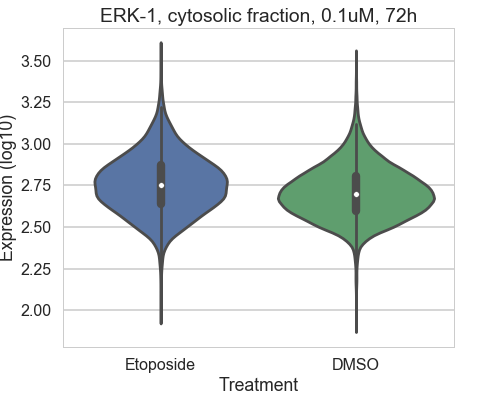 ERK-1, cytosolic fraction, 0.1uM, 72h
Expression (log10)
3.50
3.25
3.00
2.75
2.50
2.25
2.00
Etoposide DMSO
Treatment